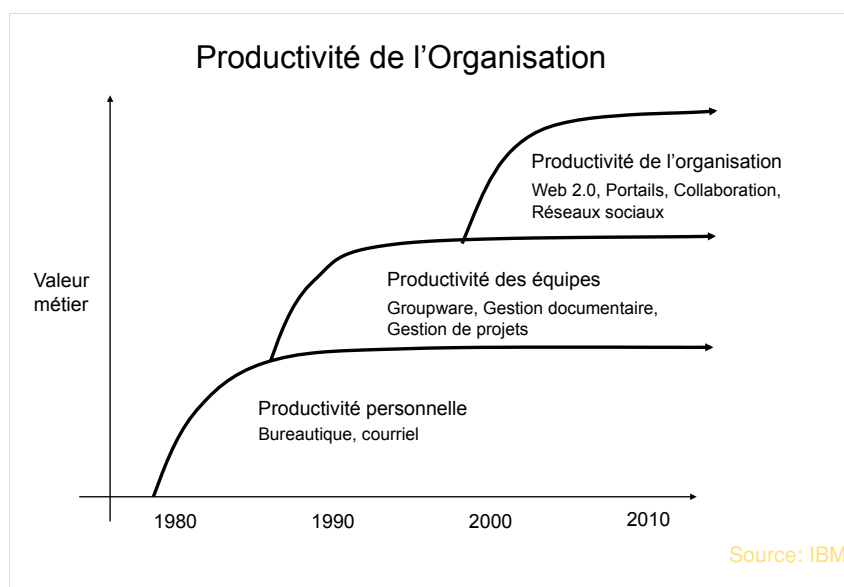 Productivité de l’Organisation
Productivité de l’organisation
Web 2.0, Portails, Collaboration,
Réseaux sociaux
Valeur
métier
Productivité des équipes
Groupware, Gestion documentaire,
Gestion de projets
Productivité personnelle
Bureautique, courriel
1980 1990 2000 2010
Source: IBM